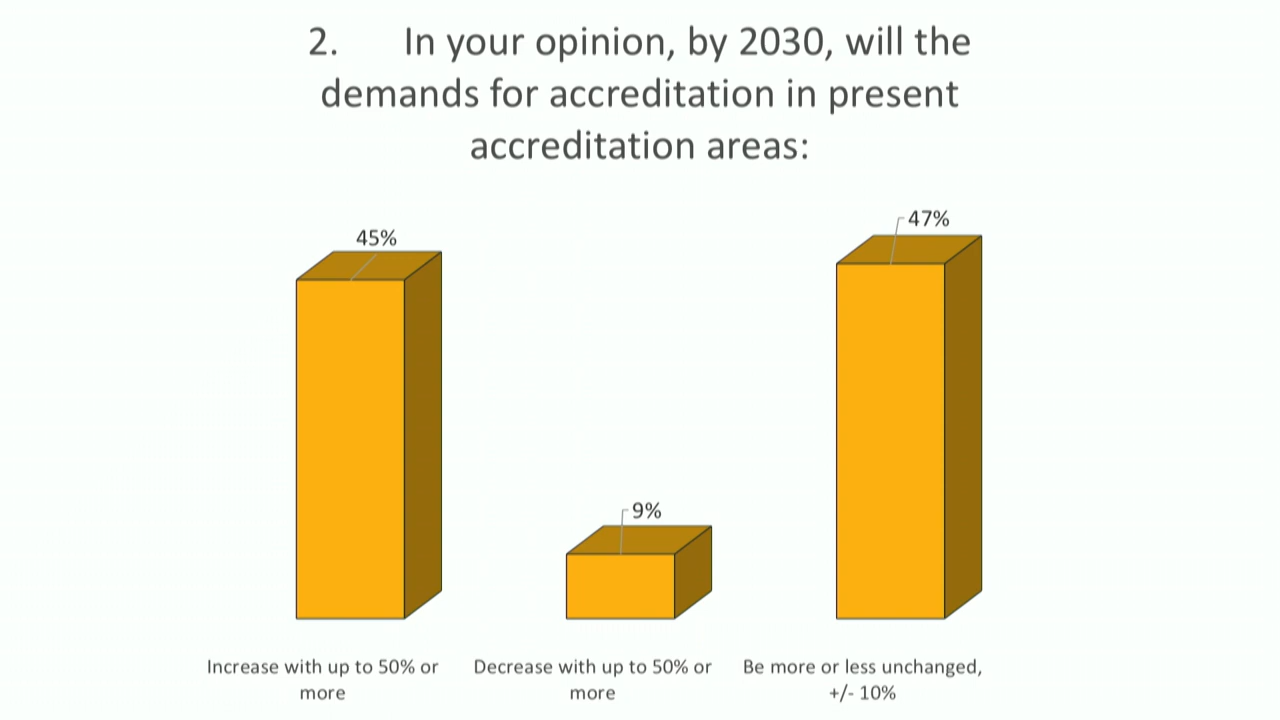 2. In your opinion, by 2030, will the
demands for accreditation in present
accreditation areas:
45%
9%
47%
Increase with up to 50% or
more
Decrease with up to 50% or
more
Be more or less unchanged,
+/- 10%